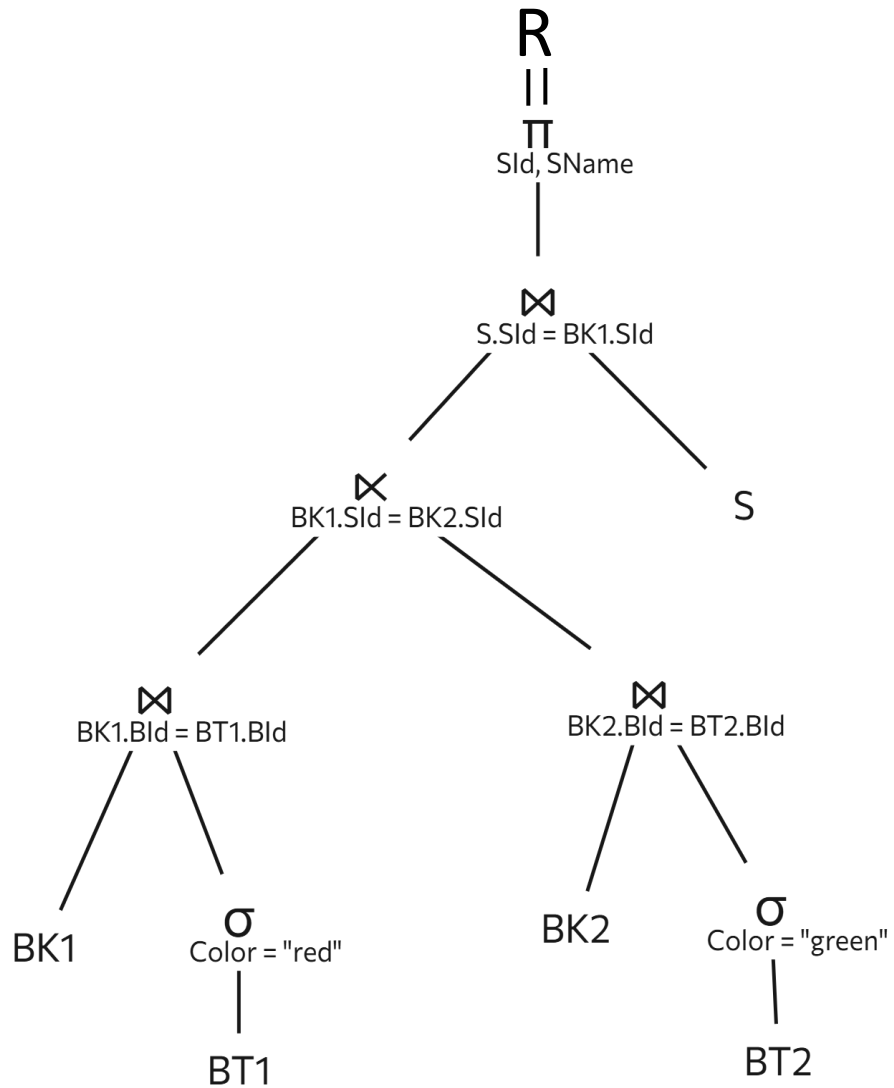 R
||
π
SId, SName
⋈
S.SId = BK1.SId
⋉
BK1.SId = BK2.SId
S
⋈
BK1.BId = BT1.BId
⋈
BK2.BId = BT2.BId
BK1
σ
Color = "red"
BT1
BK2
σ
Color = "green"
BT2